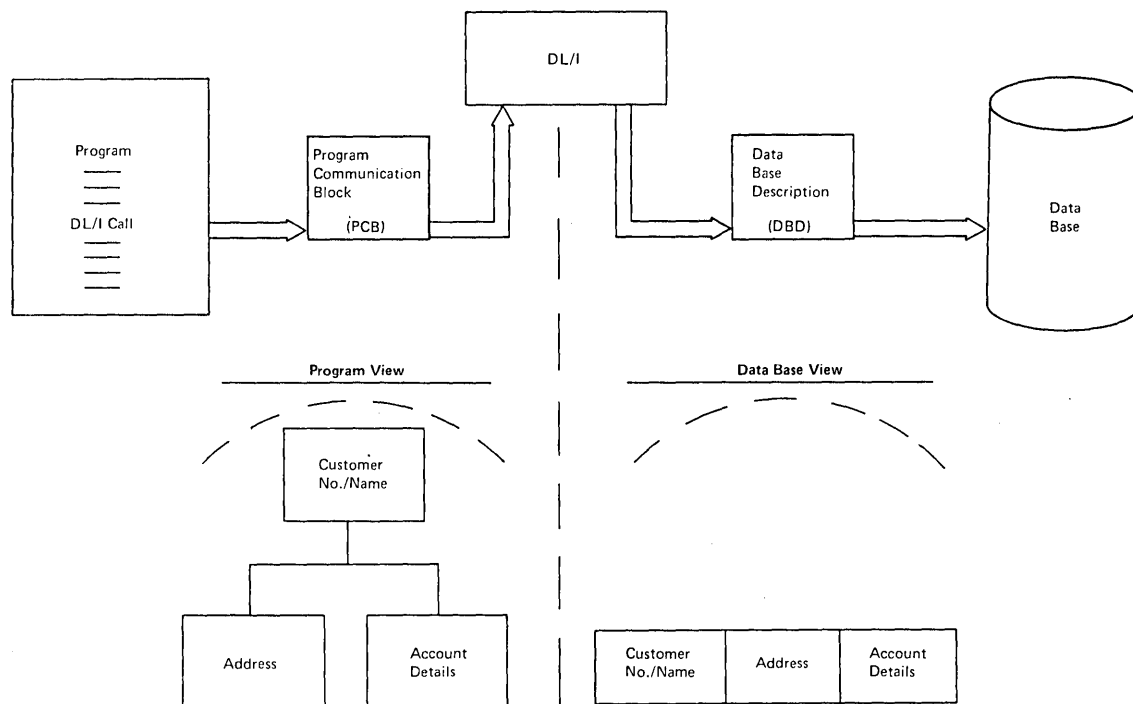 DL/I
Program
DL/I Call
Program
Communication
Block
(PCB)
Data
Base
Description
(DBD)
Data
Base
Program View
Data Base View
Customer
No./Name
Address
Account
Details
Customer
No./Name
Address
Account
Details